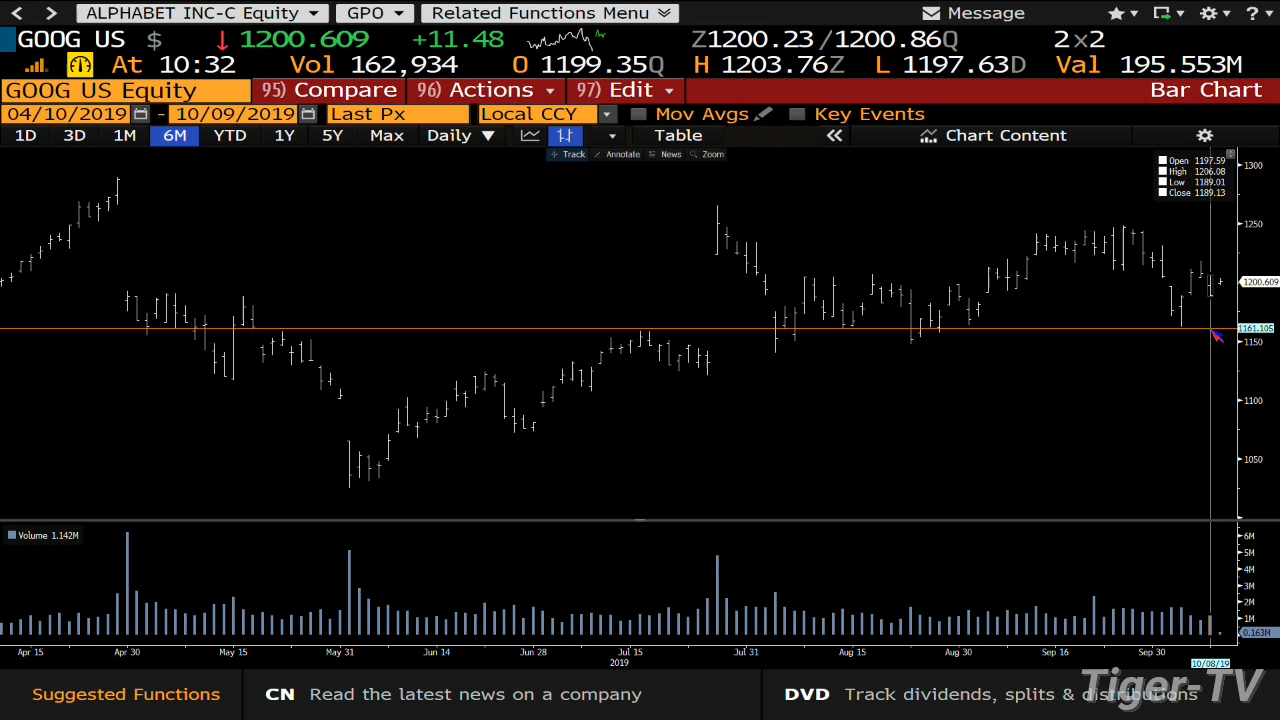 ALPHABET INC-C Equity GPO Related Functions Menu Message ?
GOOG US $ ↓ 1200.609 +11.48 Z1200.23 /1200.86Q 2×2
At 10:32 Vol 162,934 O 1199.35Q H 1203.76Z L 1197.63D Val 195.553M
GOOG US Equity 95) Compare 96) Actions 97) Edit Bar Chart
04/10/2019 - 10/09/2019 Last Px Local CCY Mov Avgs Key Events
1D 3D 1M 6M YTD 1Y 5Y Max Daily ▼ Table Chart Content
Track Annotate News Zoom
Open 1197.59
High 1206.08
Low 1189.01
Close 1189.13
1300
1250
1200.609
1161.105
1150
1100
1050
Volume 1.142M
6M
5M
4M
3M
2M
1M
0.163M
Apr 15 Apr 30 May 15 May 31 Jun 14 Jun 28 Jul 15 Jul 31 Aug 15 Aug 30 Sep 16 Sep 30
2019 10/08/19
Suggested Functions CN Read the latest news on a company DVD Track dividends, splits & distributions
Tiger-TV